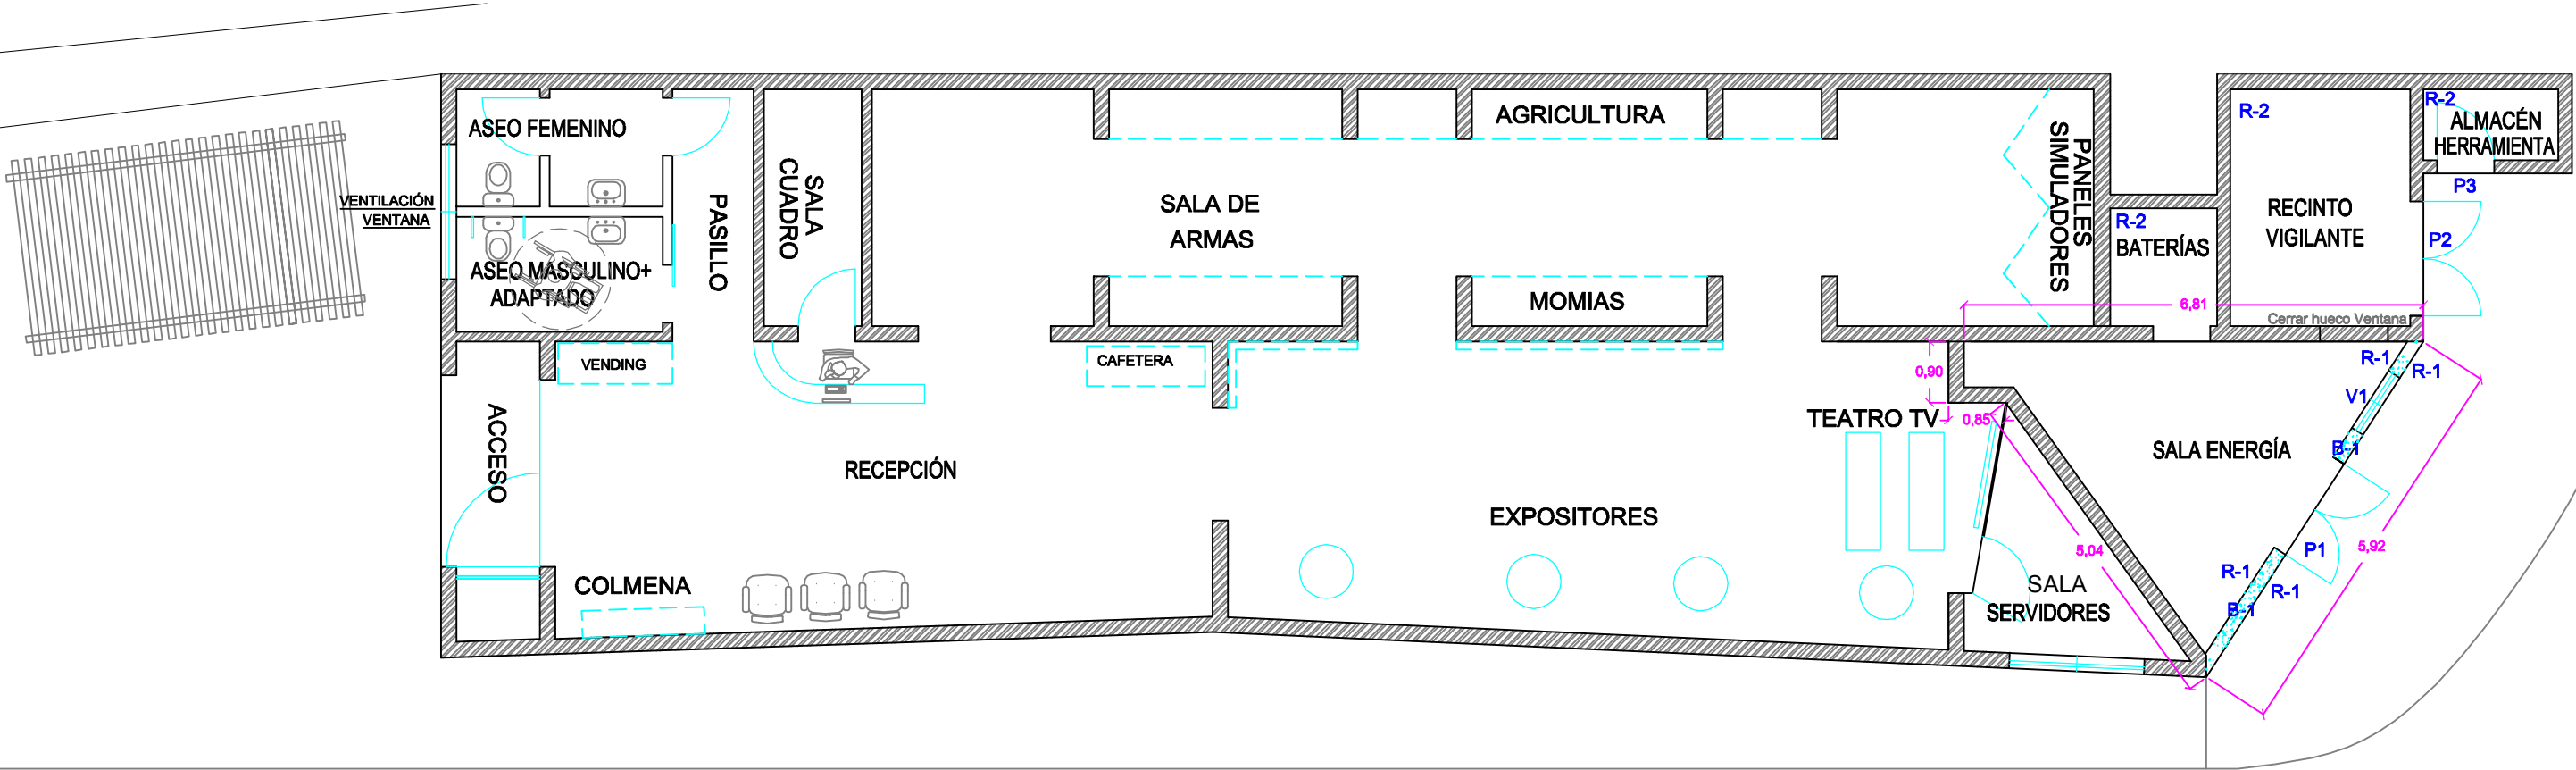 ASEO FEMENINO
VENTILACIÓN
VENTANA
ASEO MASCULINO+
ADAPTADO
PASILLO
SALA
CUADRO
VENDING
ACCESO
COLMENA
RECEPCIÓN
CAFETERA
SALA DE
ARMAS
AGRICULTURA
MOMIAS
EXPOSITORES
TEATRO TV
PANELES
SIMULADORES
R-2
BATERÍAS
R-2
RECINTO
VIGILANTE
R-2
ALMACÉN
HERRAMIENTA
P3
P2
6,81
Cerrar hueco Ventana
0,90
0,85
R-1
R-1
V1
B-1
SALA ENERGÍA
5,04
5,92
P1
R-1
R-1
B-1
SALA
SERVIDORES